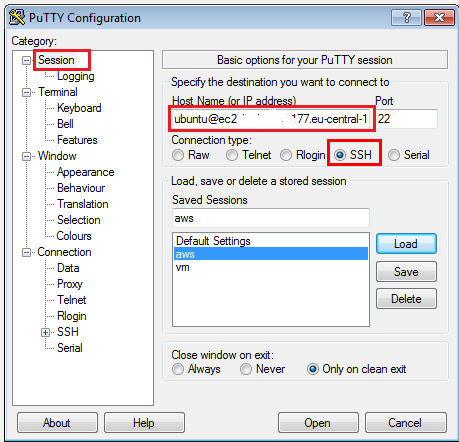 PuTTY Configuration
Category:
Session
Logging
Terminal
Keyboard
Bell
Features
Window
Appearance
Behaviour
Translation
Selection
Colours
Connection
Data
Proxy
Telnet
Rlogin
SSH
Serial
Basic options for your PuTTY session
Specify the destination you want to connect to
Host Name (or IP address) Port
ubuntu@ec2 177.eu-central-1 22
Connection type:
Raw Telnet Rlogin SSH Serial
Load, save or delete a stored session
Saved Sessions
aws
Default Settings
aws
vm
Load
Save
Delete
Close window on exit:
Always Never Only on clean exit
About Help Open Cancel